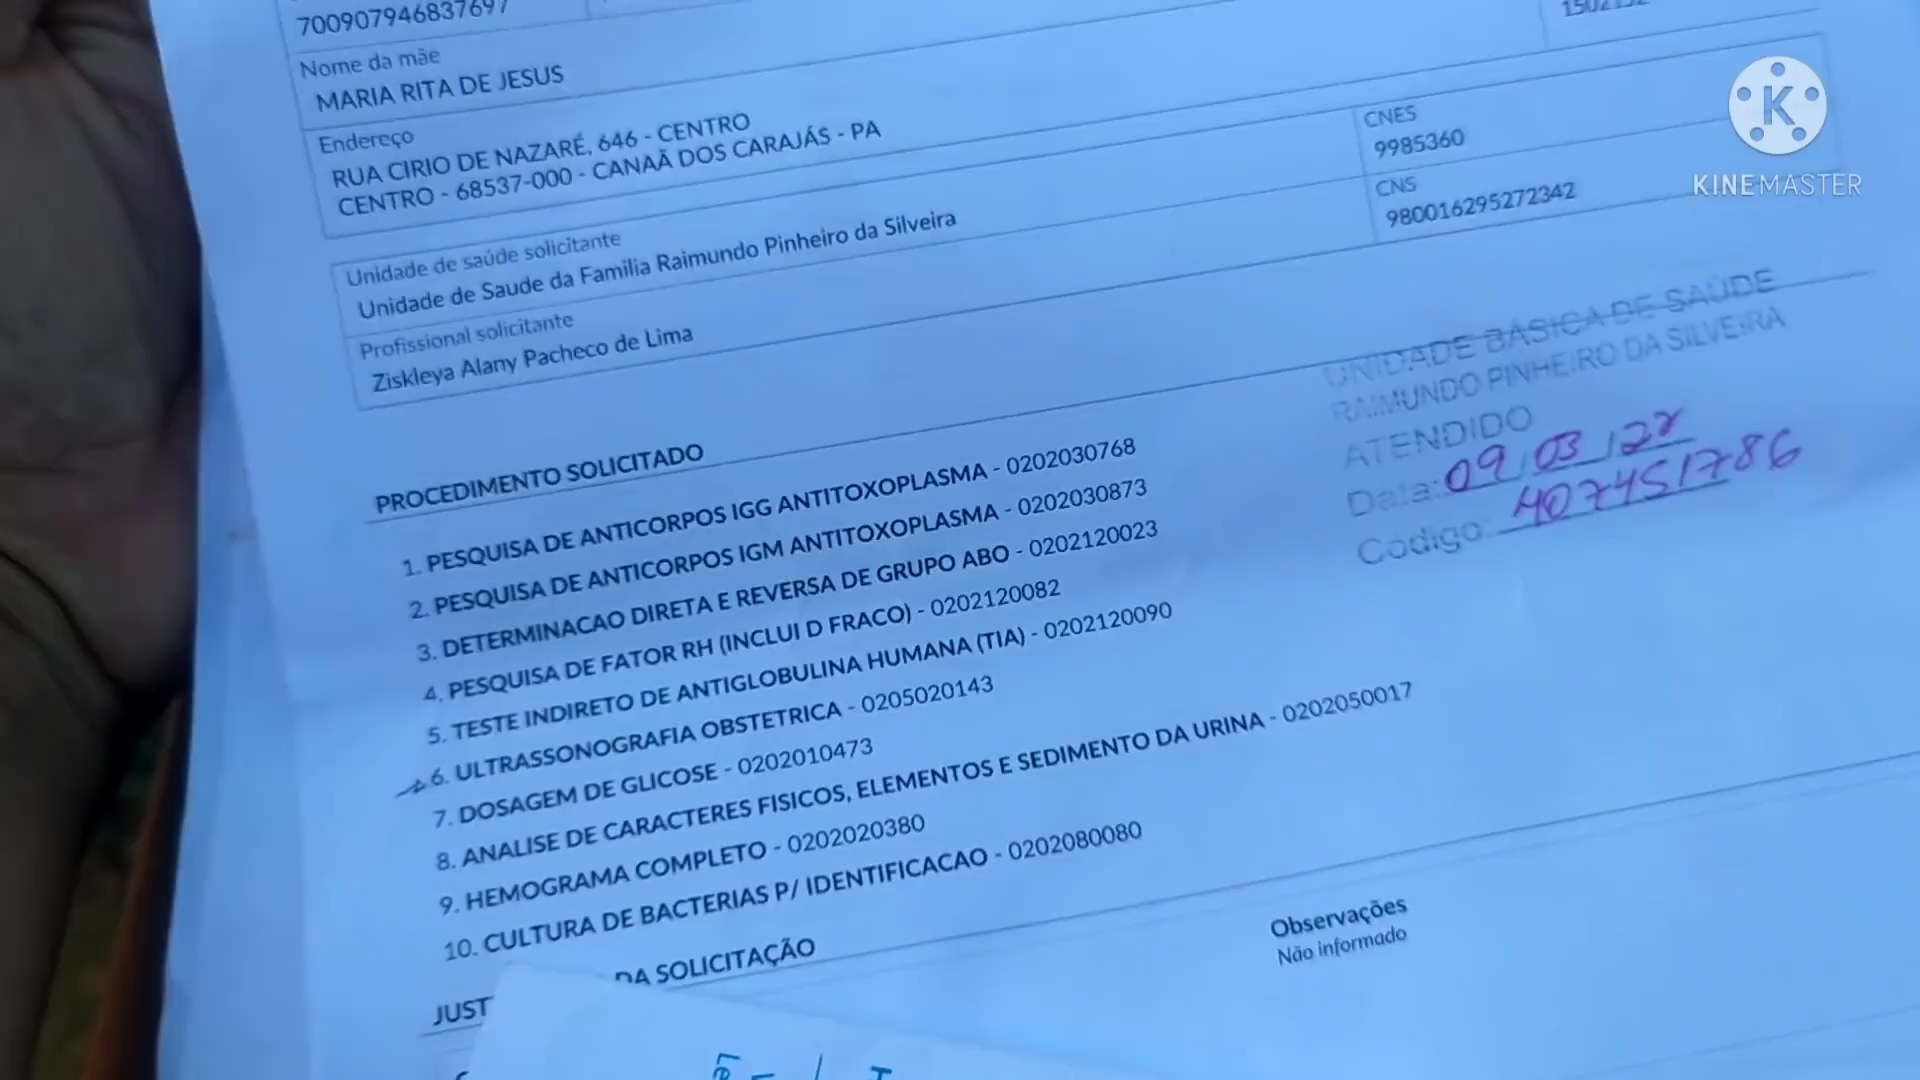 700907946837697
Nome da mãe
MARIA RITA DE JESUS
Endereço
RUA CIRIO DE NAZARÉ, 646 - CENTRO
CENTRO - 68537-000 - CANAÃ DOS CARAJÁS - PA
Unidade de saúde solicitante
Unidade de Saude da Familia Raimundo Pinheiro da Silveira
CNES
9985360
Profissional solicitante
Ziskleya Alany Pacheco de Lima
CNS
980016295272342
KINEMASTER
UNIDADE BÁSICA DE SAÚDE
RAIMUNDO PINHEIRO DA SILVEIRA
ATENDIDO
Data: 09/03/22
Codigo: 407451786
PROCEDIMENTO SOLICITADO
1. PESQUISA DE ANTICORPOS IGG ANTITOXOPLASMA - 0202030768
2. PESQUISA DE ANTICORPOS IGM ANTITOXOPLASMA - 0202030873
3. DETERMINACAO DIRETA E REVERSA DE GRUPO ABO - 0202120023
4. PESQUISA DE FATOR RH (INCLUI D FRACO) - 0202120082
5. TESTE INDIRETO DE ANTIGLOBULINA HUMANA (TIA) - 0202120090
6. ULTRASSONOGRAFIA OBSTETRICA - 0205020143
7. DOSAGEM DE GLICOSE - 0202010473
8. ANALISE DE CARACTERES FISICOS, ELEMENTOS E SEDIMENTO DA URINA - 0202050017
9. HEMOGRAMA COMPLETO - 0202020380
10. CULTURA DE BACTERIAS P/ IDENTIFICACAO - 0202080080
JUST DA SOLICITAÇÃO
Observações
Não informado